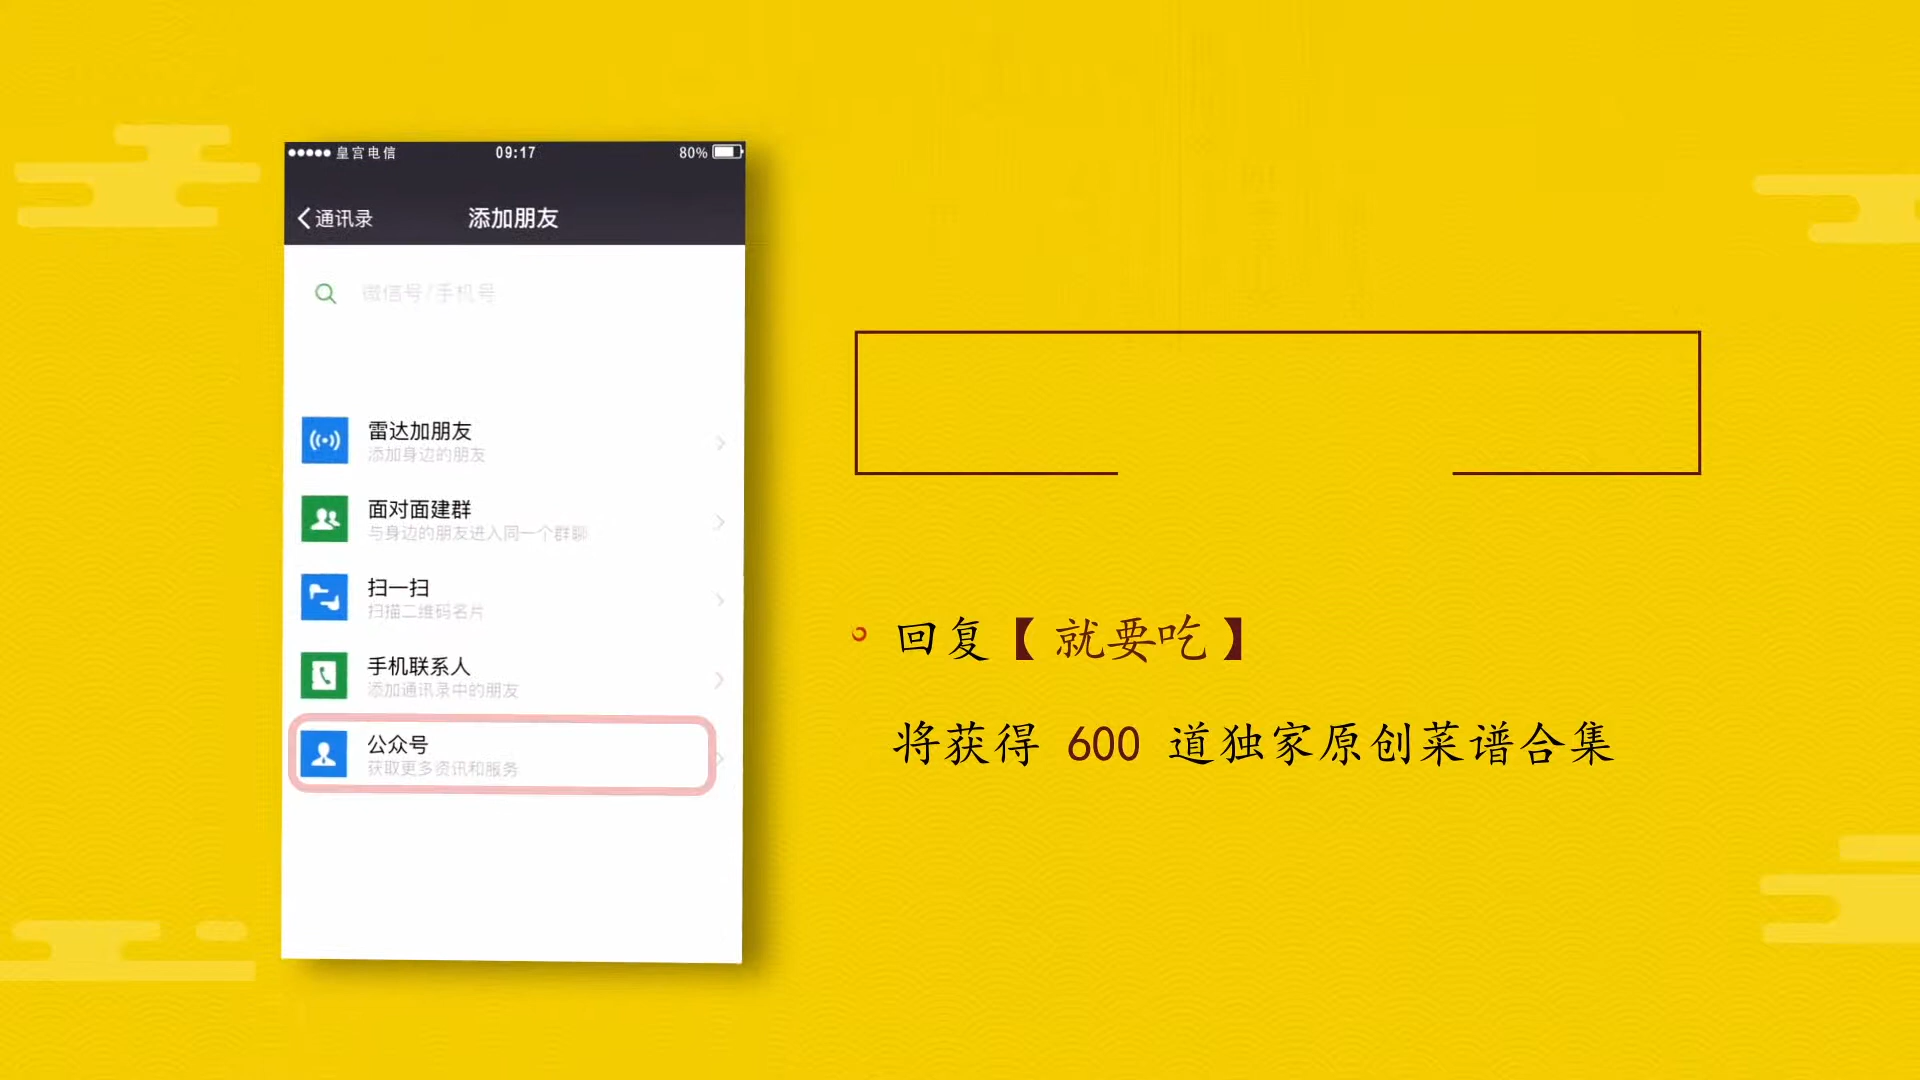 皇宫电信 09:17 80%
通讯录 添加朋友
微信号/手机号
雷达加朋友
添加身边的朋友
面对面建群
与身边的朋友进入同一个群聊
扫一扫
扫描二维码名片
手机联系人
添加通讯录中的朋友
公众号
获取更多资讯和服务
回复【就要吃】
将获得 600 道独家原创菜谱合集